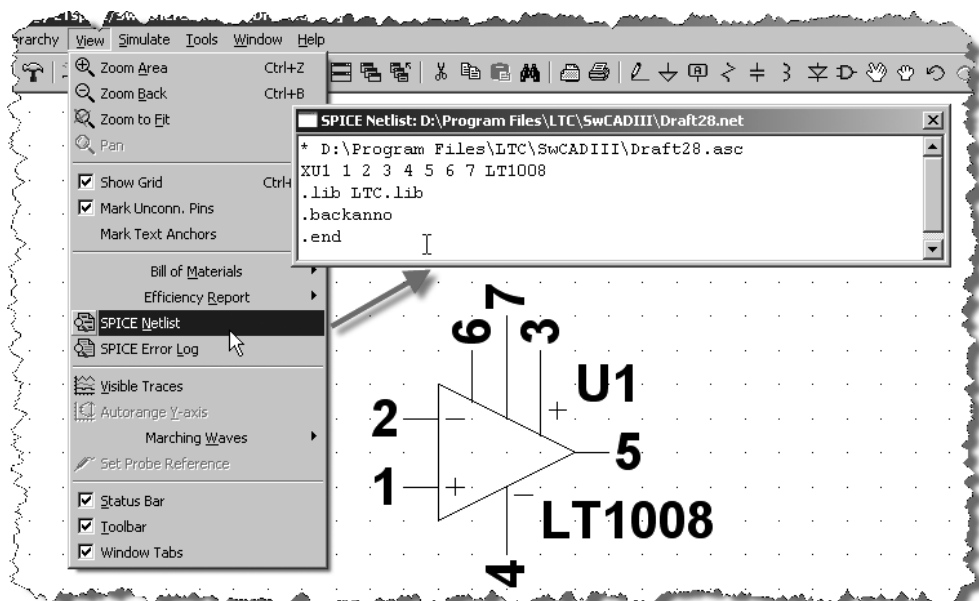 View Simulate Tools Window Help
Zoom Area Ctrl+Z
Zoom Back Ctrl+B
Zoom to Fit
Pan
Show Grid
Mark Unconn. Pins
Mark Text Anchors
Bill of Materials
Efficiency Report
SPICE Netlist
SPICE Error Log
Visible Traces
Autorange Y-axis
Marching Waves
Set Probe Reference
Status Bar
Toolbar
Window Tabs
SPICE Netlist: D:\Program Files\LTC\SwCADIII\Draft28.net
* D:\Program Files\LTC\SwCADIII\Draft28.asc
XU1 1 2 3 4 5 6 7 LT1008
.lib LTC.lib
.backanno
.end
6 7 3
U1
2
5
1
LT1008
4